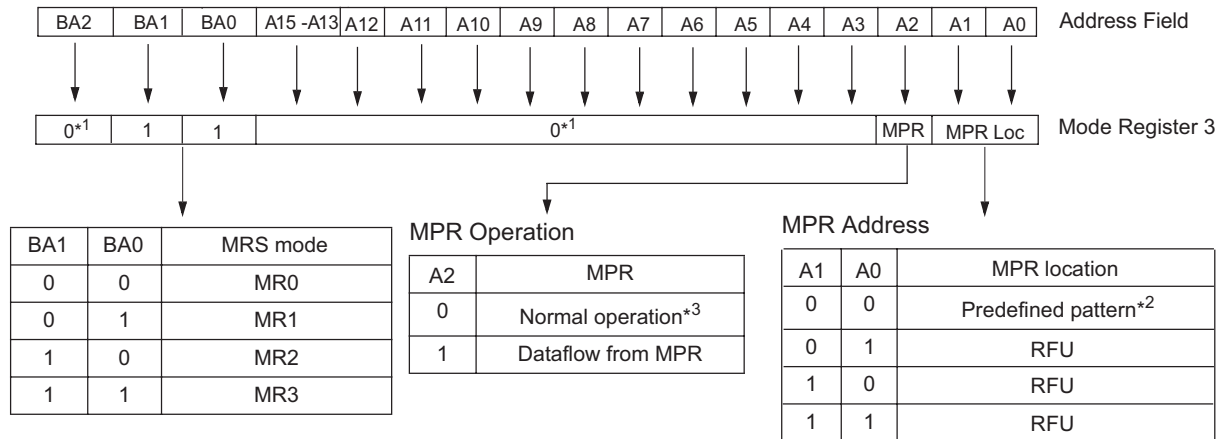 BA2 BA1 BA0 A15 -A13 A12 A11 A10 A9 A8 A7 A6 A5 A4 A3 A2 A1 A0 Address Field
0*1 1 1 0*1 MPR MPR Loc Mode Register 3
BA1 BA0 MRS mode
0 0 MR0
0 1 MR1
1 0 MR2
1 1 MR3
MPR Operation
A2 MPR
0 Normal operation*3
1 Dataflow from MPR
MPR Address
A1 A0 MPR location
0 0 Predefined pattern*2
0 1 RFU
1 0 RFU
1 1 RFU